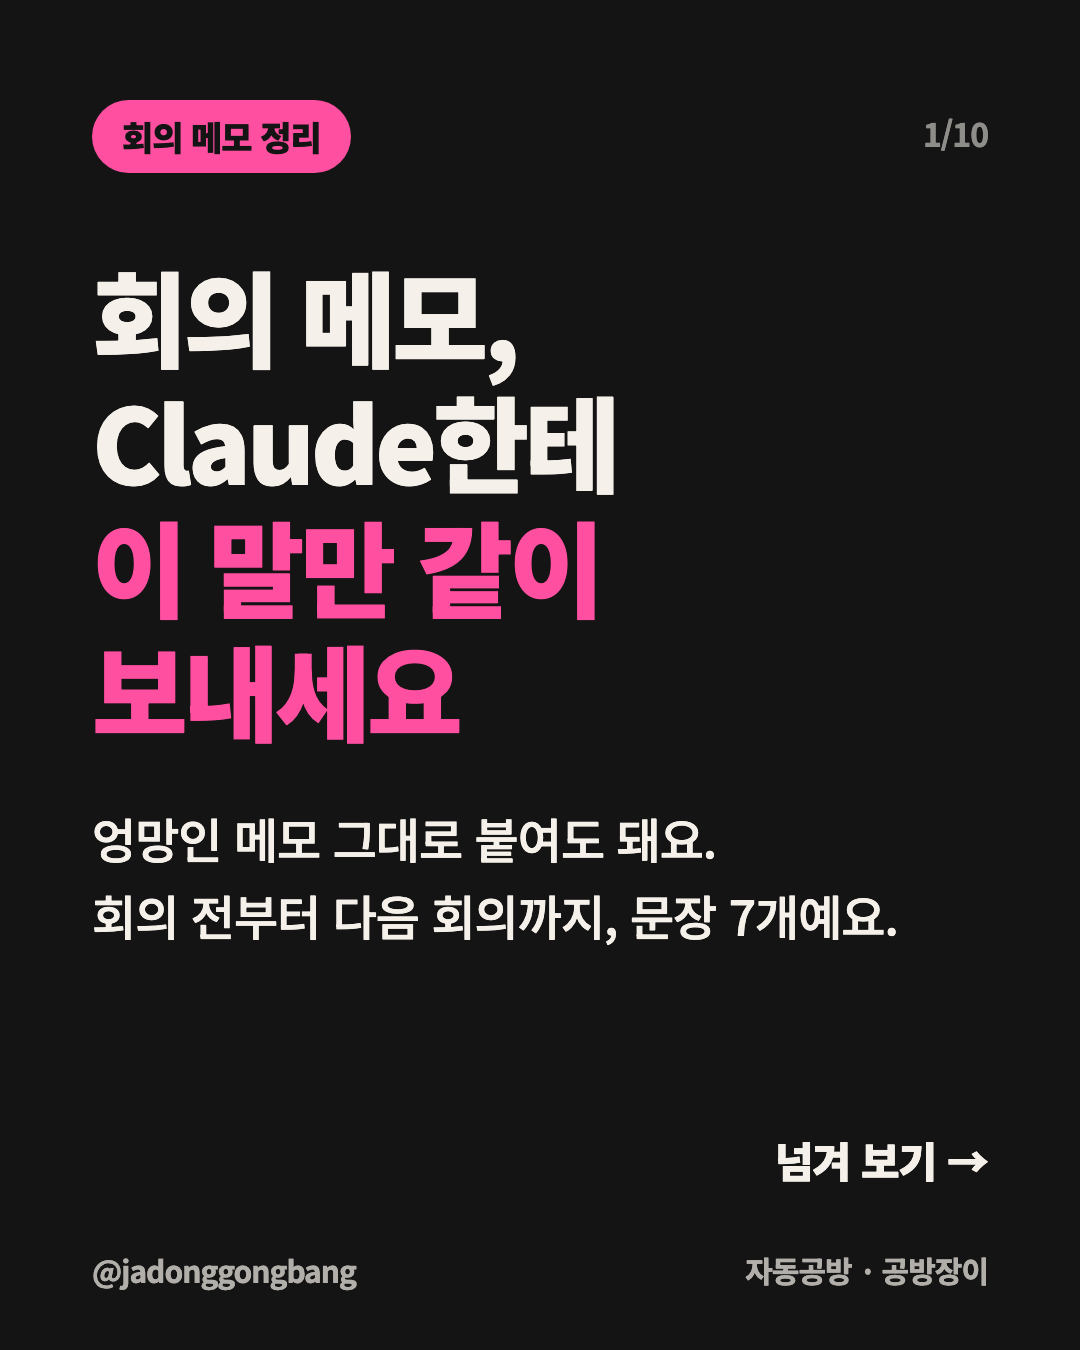 회의 메모 정리
1/10
회의 메모,
Claude한테
이 말만 같이
보내세요
엉망인 메모 그대로 붙여도 돼요.
회의 전부터 다음 회의까지, 문장 7개예요.
넘겨 보기 →
@jadonggongbang
자동공방 · 공방장이